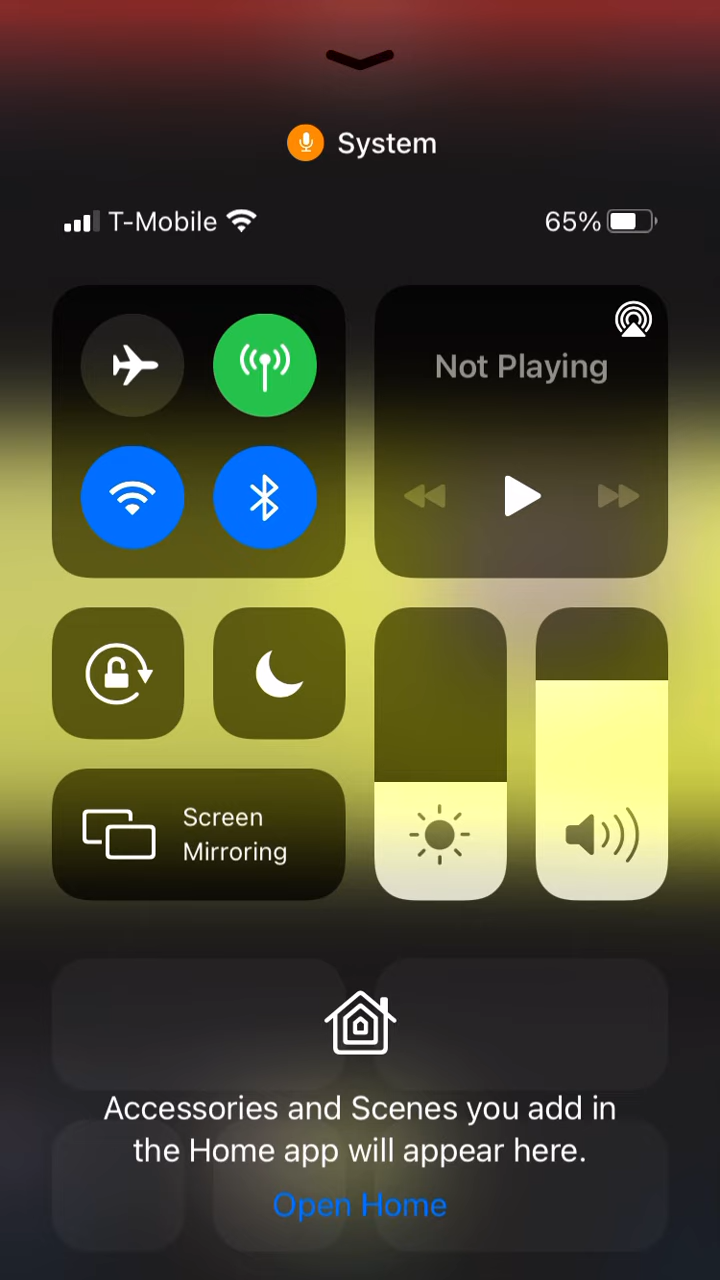 System
T-Mobile 65%
Not Playing
Screen
Mirroring
Accessories and Scenes you add in
the Home app will appear here.
Open Home